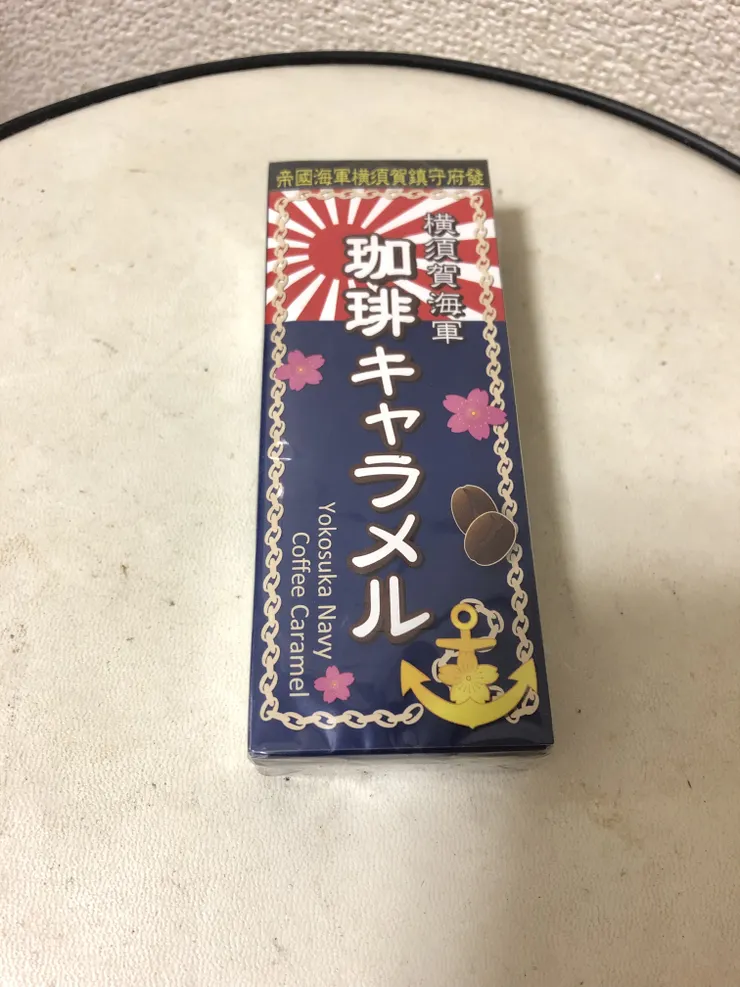 帝國海軍横須賀鎮守府發
横須賀海軍
珈琲キャラメル
Yokosuka Navy
Coffee Caramel